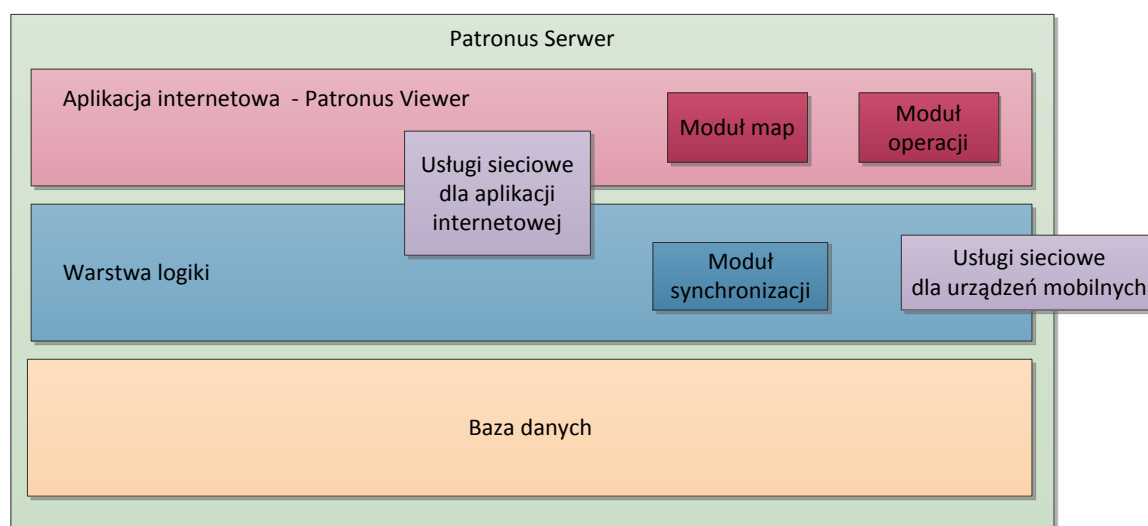 Patronus Serwer
Aplikacja internetowa - Patronus Viewer
Moduł map
Moduł
operacji
Usługi sieciowe
dla aplikacji
internetowej
Warstwa logiki
Moduł
synchronizacji
Usługi sieciowe
dla urządzeń mobilnych
Baza danych